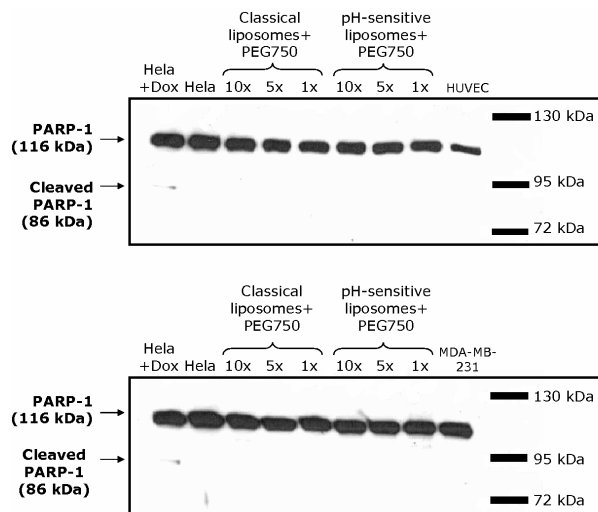 Classical
liposomes+
PEG750
pH-sensitive
liposomes+
PEG750
Hela
+Dox Hela 10x 5x 1x 10x 5x 1x HUVEC
PARP-1
(116 kDa)
Cleaved
PARP-1
(86 kDa)
130 kDa
95 kDa
72 kDa
Classical
liposomes+
PEG750
pH-sensitive
liposomes+
PEG750
Hela
+Dox Hela 10x 5x 1x 10x 5x 1x
MDA-MB-
231
PARP-1
(116 kDa)
Cleaved
PARP-1
(86 kDa)
130 kDa
95 kDa
72 kDa